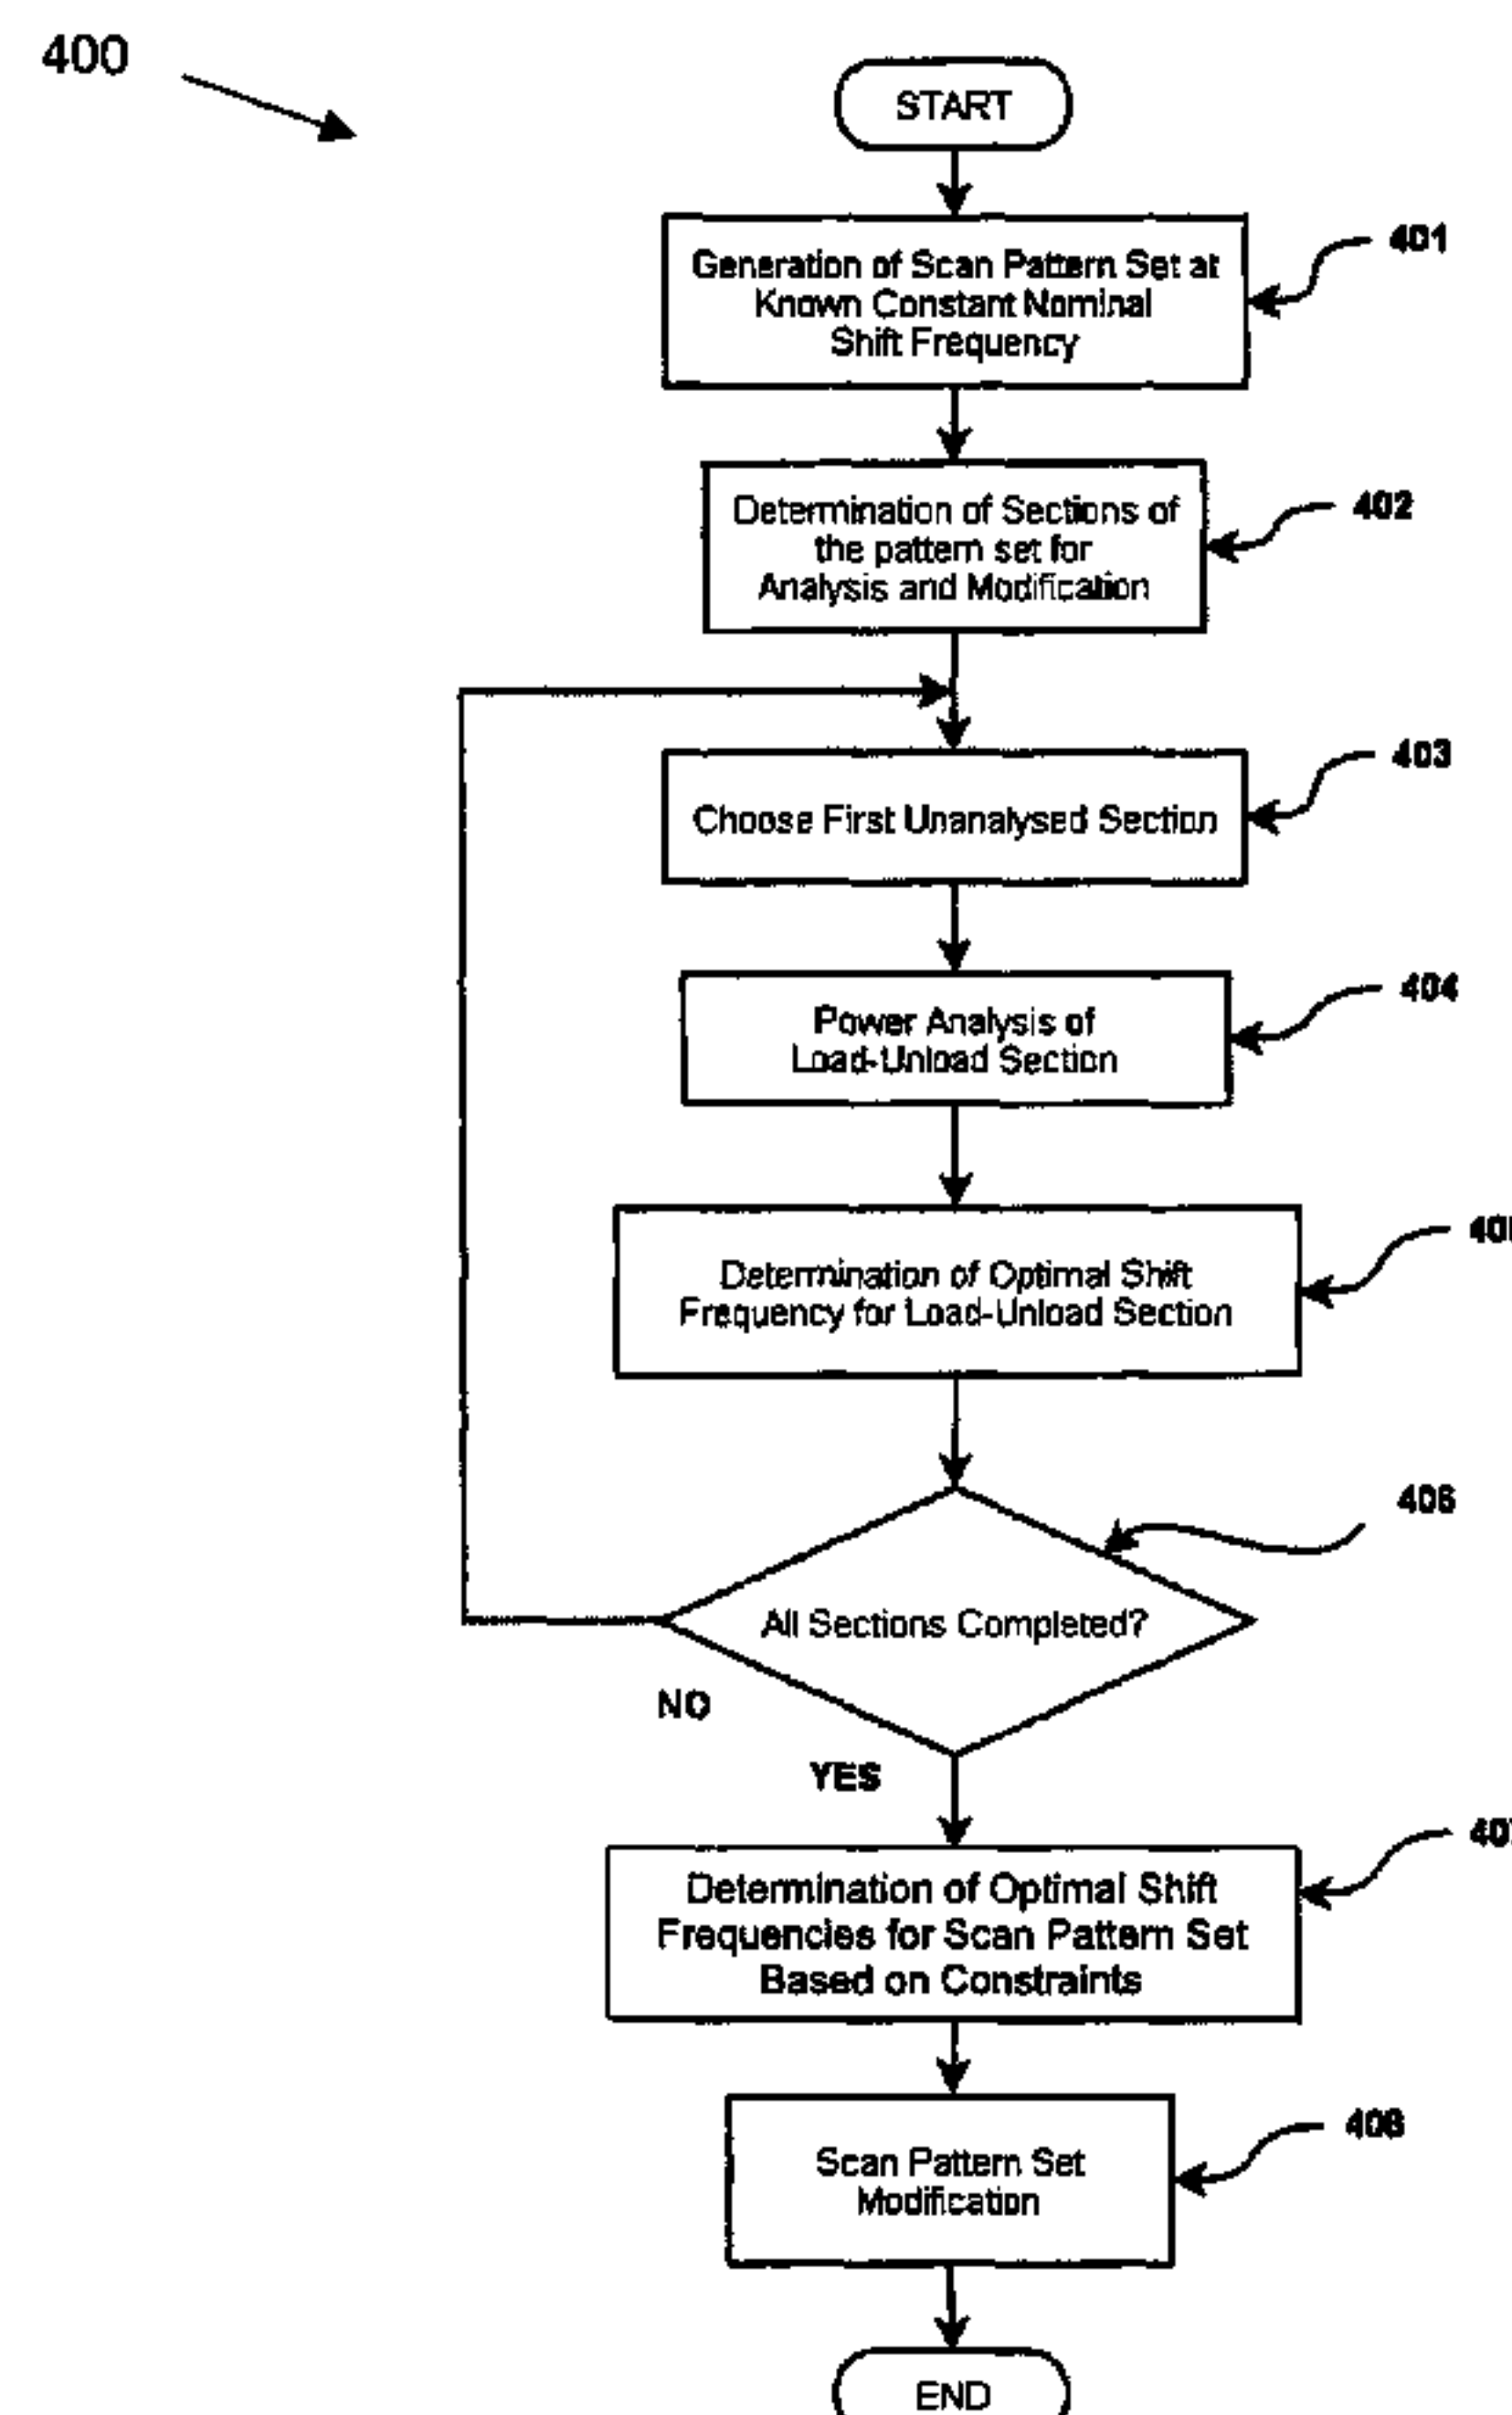 400
START
Generation of Scan Pattern Set at
Known Constant Nominal
Shift Frequency
401
Determination of Sections of
the pattern set for
Analysis and Modification
402
Choose First Unanalysed Section
403
Power Analysis of
Load-Unload Section
404
Determination of Optimal Shift
Frequency for Load-Unload Section
All Sections Completed?
406
NO
YES
Determination of Optimal Shift
Frequencies for Scan Pattern Set
Based on Constraints
Scan Pattern Set
Modification
408
END